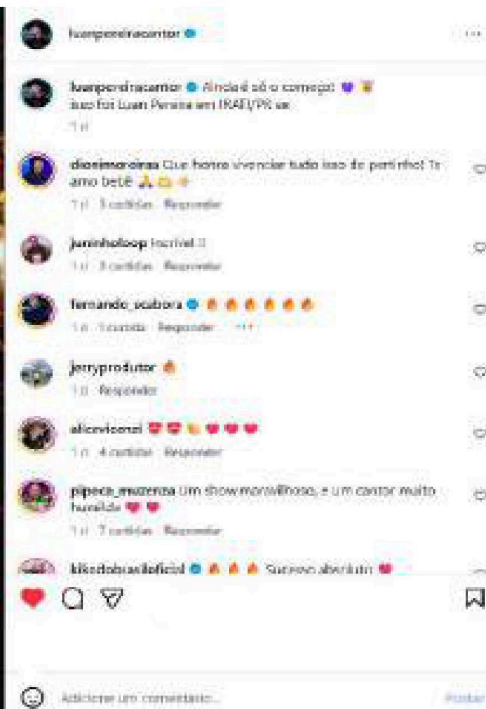 luanpereiracantor
luanpereiracantor Ainda é só o começo! 💜
isso foi Luan Pereira em IRATI/PR
1 d
dionimoreiras Que honra vivenciar tudo isso de pertinho! Te
amo bebê 🙏
1 d 3 curtidas Responder
juninholoop Incrível
1 d 3 curtidas Responder
fernando_scabora 🔥🔥🔥🔥🔥🔥
1 d 1 curtida Responder ...
jerryprodutor 🔥
1 d Responder
1 d 4 curtidas Responder
pipoca_muzenza Um show maravilhoso, e um cantor muito
humilde ❤️❤️
1 d 7 curtidas Responder
kikodobrasiloficial 🔥🔥🔥 Sucesso absoluto ❤️
Adicione um comentário...
Postar